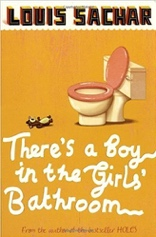 LOUIS SACHAR
There's a Boy
in the Girls'
Bathroom
From the author of the bestseller HOLES